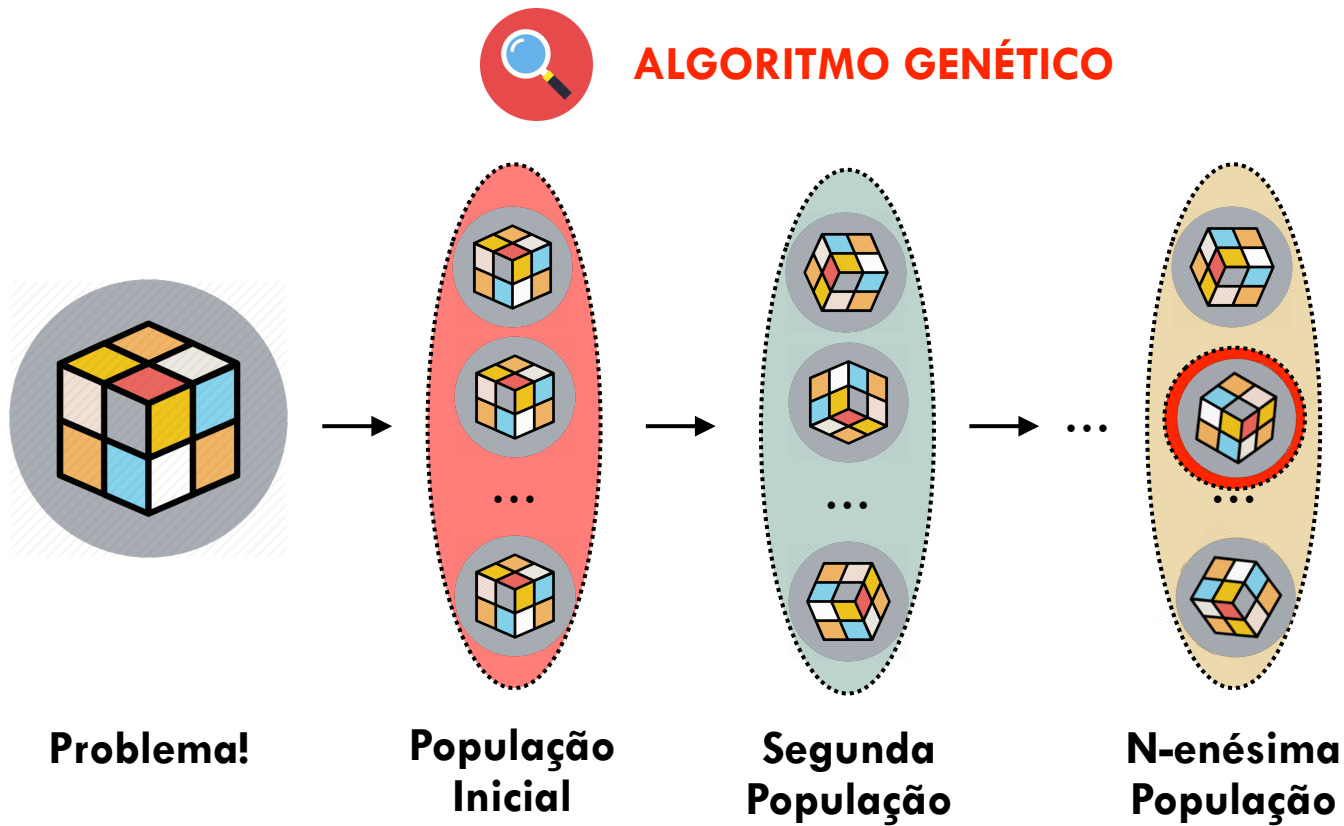 ALGORITMO GENÉTICO
...
...
...
...
Problema!
População
Inicial
Segunda
População
N-enésima
População